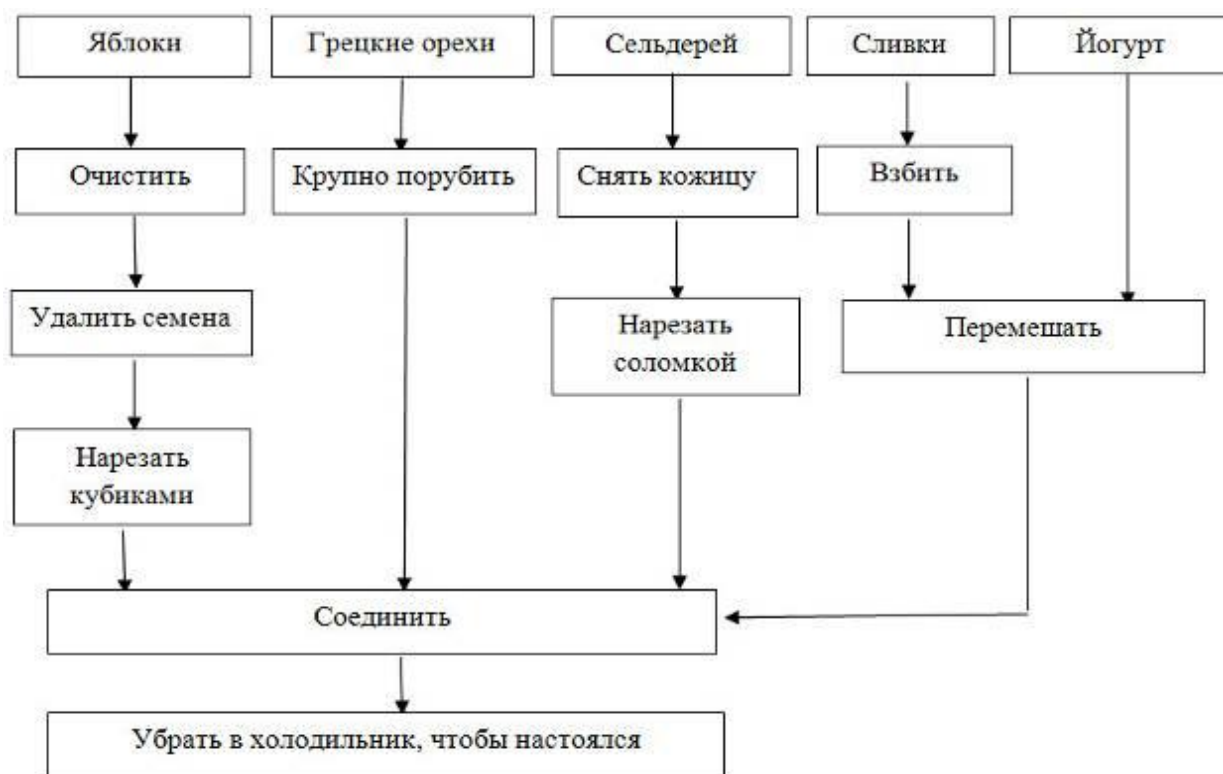 Яблоки
Грецкие орехи
Сельдерей
Сливки
Йогурт
Очистить
Крупно порубить
Снять кожицу
Взбить
Удалить семена
Нарезать
соломкой
Перемешать
Нарезать
кубиками
Соединить
Убрать в холодильник, чтобы настоялся